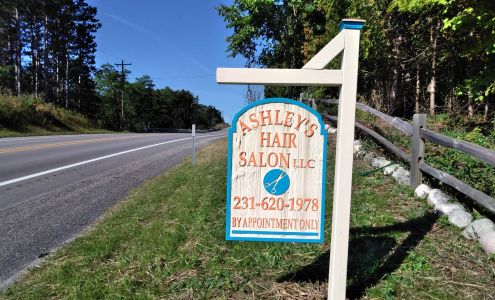 ASHLEY'S
HAIR
SALON LLC
231-620-1978
BY APPOINTMENT ONLY